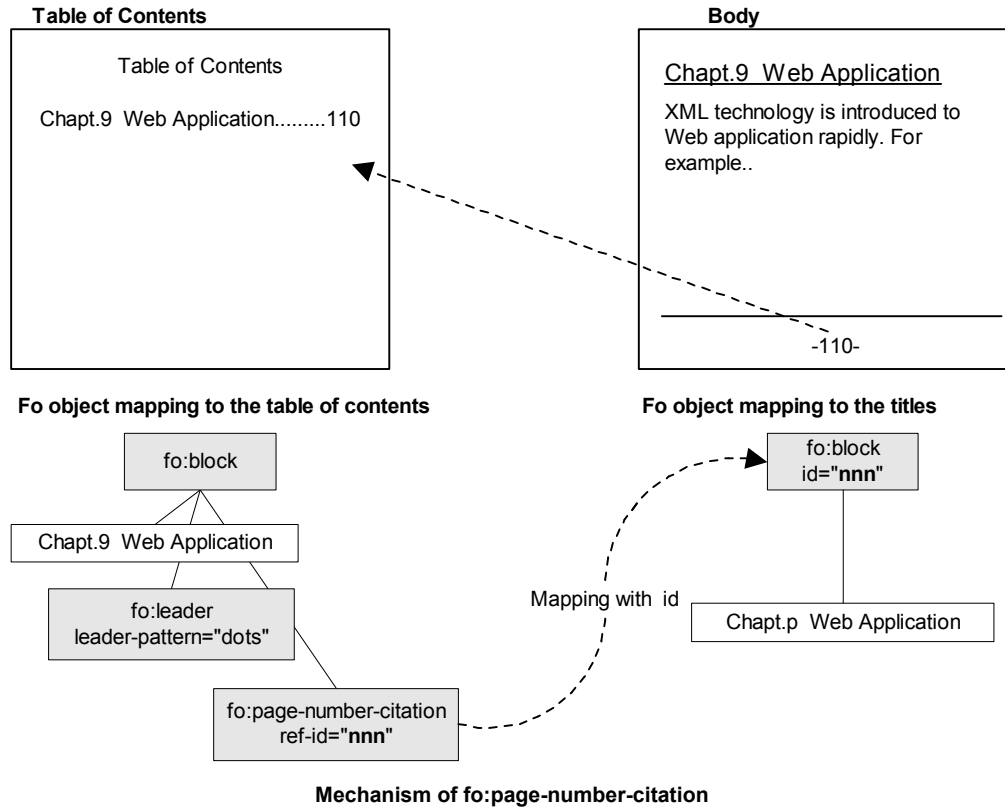 Table of Contents
Table of Contents
Chapt.9 Web Application.........110
Body
Chapt.9 Web Application
XML technology is introduced to
Web application rapidly. For
example..
-110-
Fo object mapping to the table of contents
fo:block
Chapt.9 Web Application
fo:leader
leader-pattern="dots"
fo:page-number-citation
ref-id="nnn"
Mapping with id
Fo object mapping to the titles
fo:block
id="nnn"
Chapt.p Web Application
Mechanism of fo:page-number-citation